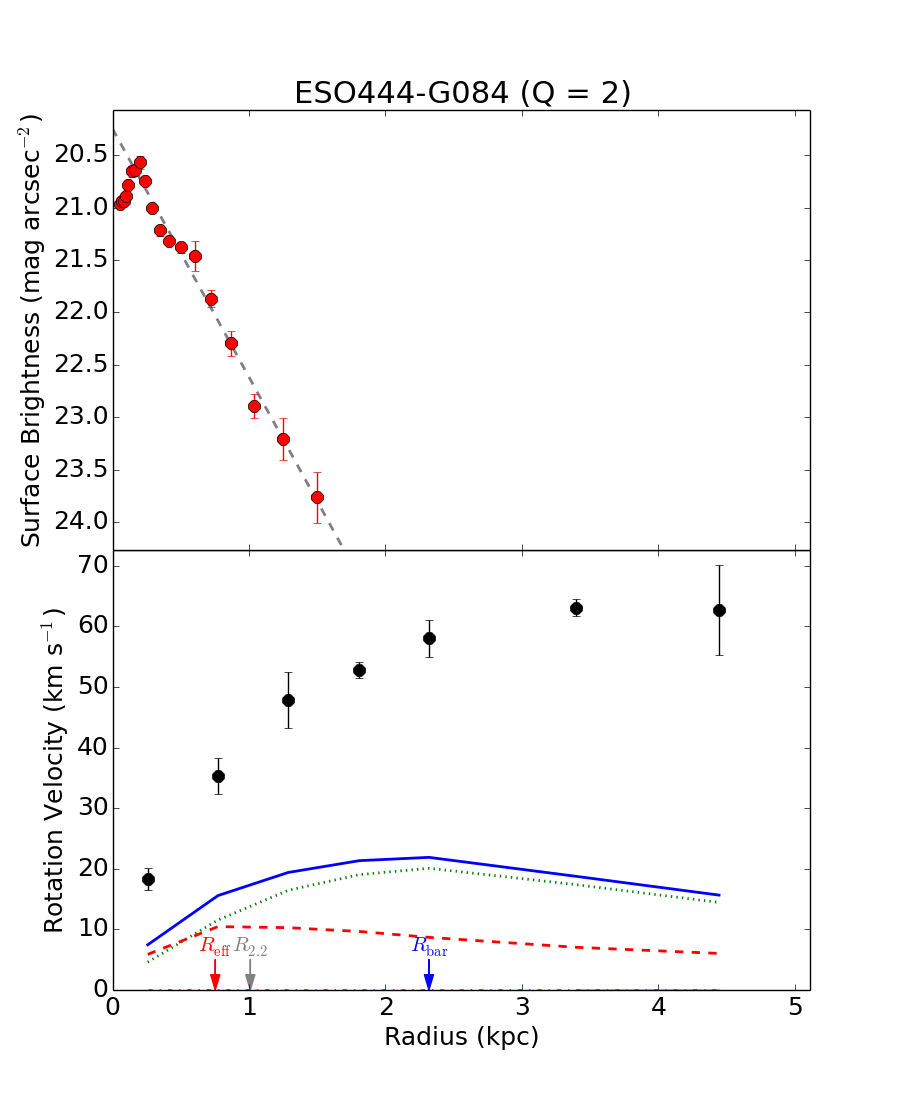 ESO444-G084 (Q = 2)
Surface Brightness (mag arcsec⁻²)
20.5
21.0
21.5
22.0
22.5
23.0
23.5
24.0
Rotation Velocity (km s⁻¹)
70
60
50
40
30
20
10
0
R_eff R_2.2 R_bar
0 1 2 3 4 5
Radius (kpc)